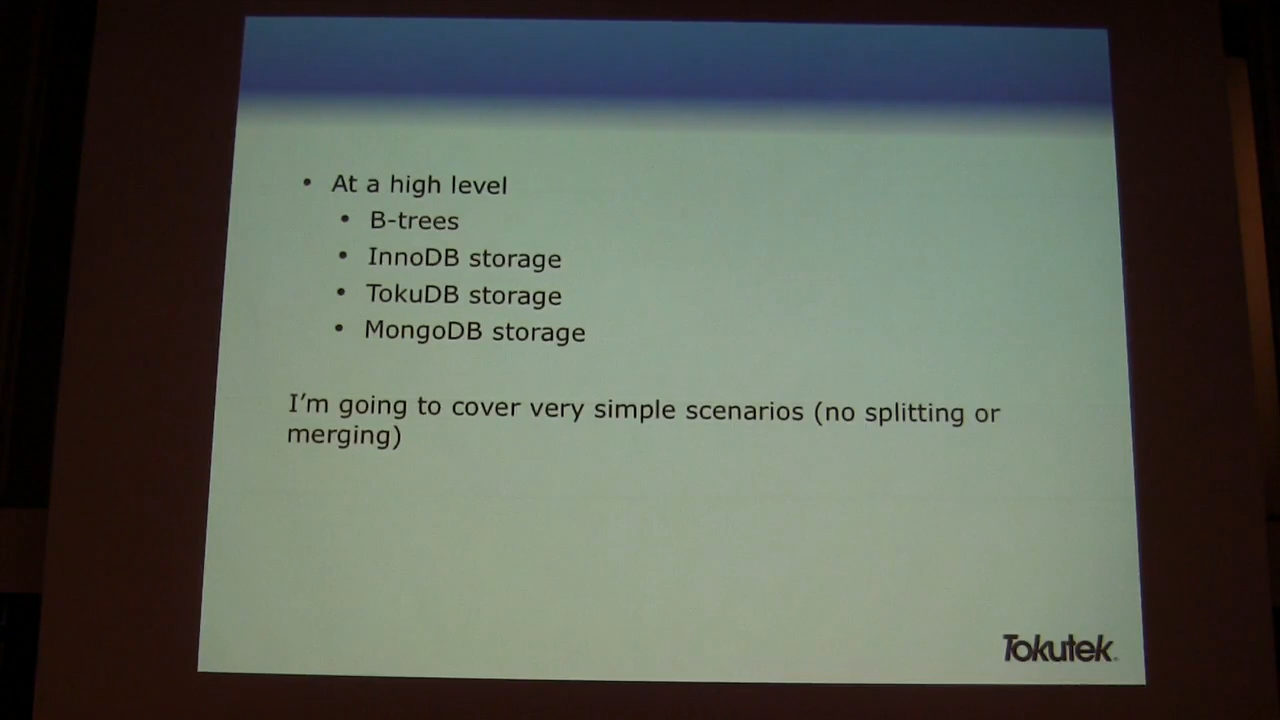 • At a high level
• B-trees
• InnoDB storage
• TokuDB storage
• MongoDB storage
I'm going to cover very simple scenarios (no splitting or
merging)
Tokutek